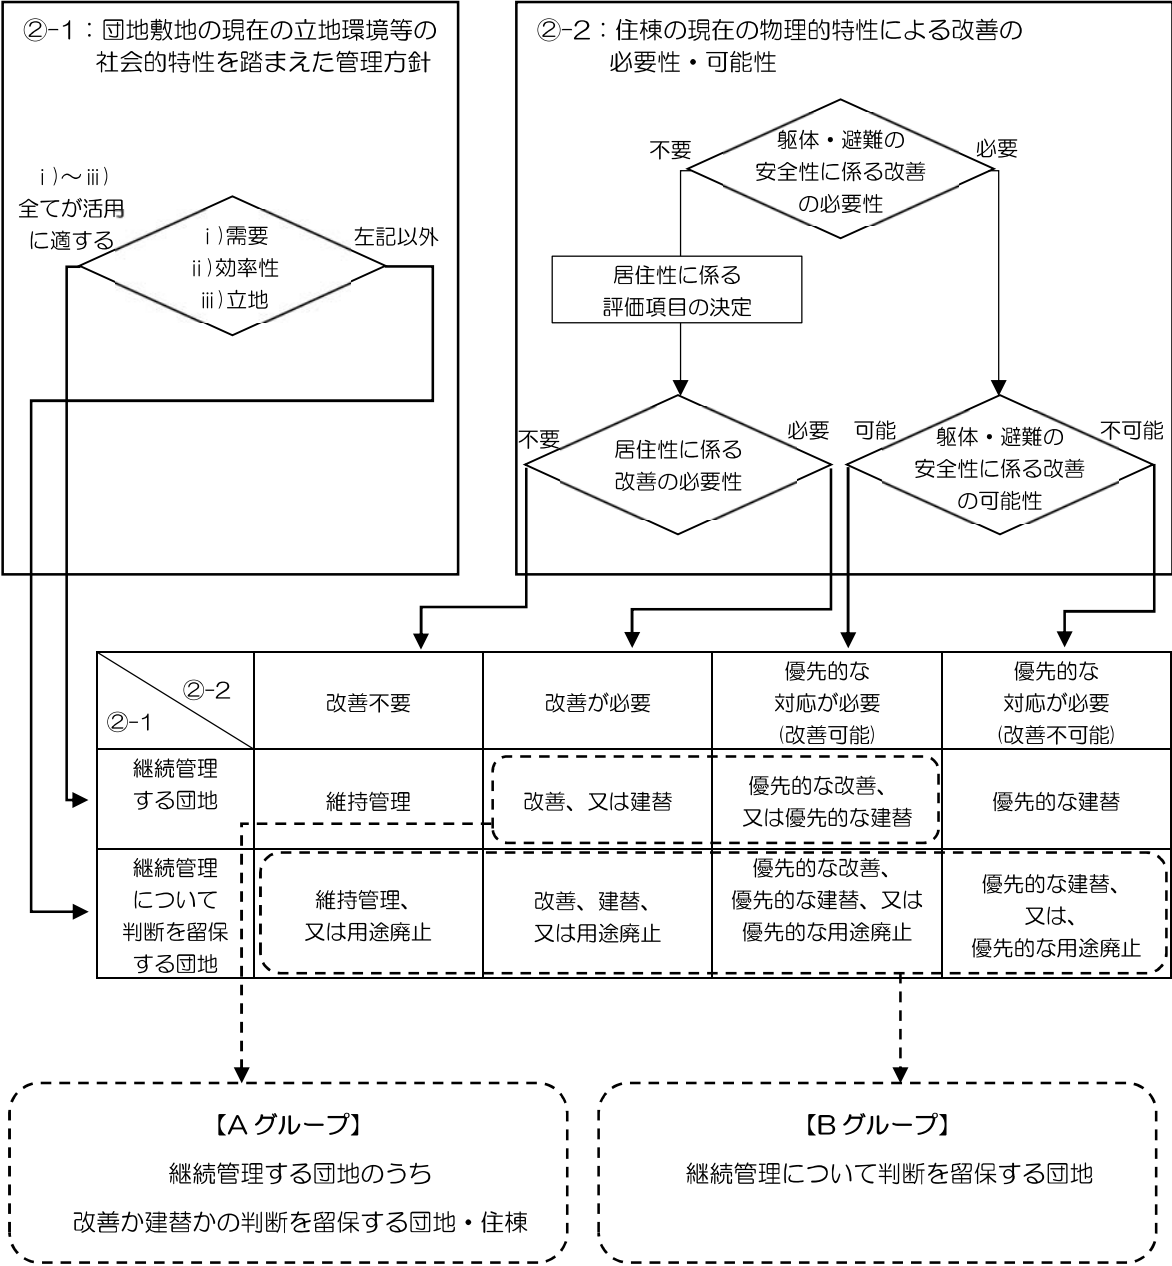 ②-1：団地敷地の現在の立地環境等の
社会的特性を踏まえた管理方針
ⅰ)～ⅲ)
全てが活用
に適する
ⅰ)需要
ⅱ)効率性
ⅲ)立地
左記以外
②-2：住棟の現在の物理的特性による改善の
必要性・可能性
不要
躯体・避難の
安全性に係る改善
の必要性
必要
居住性に係る
評価項目の決定
不要
居住性に係る
改善の必要性
必要
可能
躯体・避難の
安全性に係る改善
の可能性
不可能
②-2
②-1
改善不要
改善が必要
優先的な
対応が必要
(改善可能)
優先的な
対応が必要
(改善不可能)
継続管理
する団地
維持管理
改善、又は建替
優先的な改善、
又は優先的な建替
優先的な建替
継続管理
について
判断を留保
する団地
維持管理、
又は用途廃止
改善、建替、
又は用途廃止
優先的な改善、
優先的な建替、又は
優先的な用途廃止
優先的な建替、
又は、
優先的な用途廃止
【A グループ】
継続管理する団地のうち
改善か建替かの判断を留保する団地・住棟
【B グループ】
継続管理について判断を留保する団地